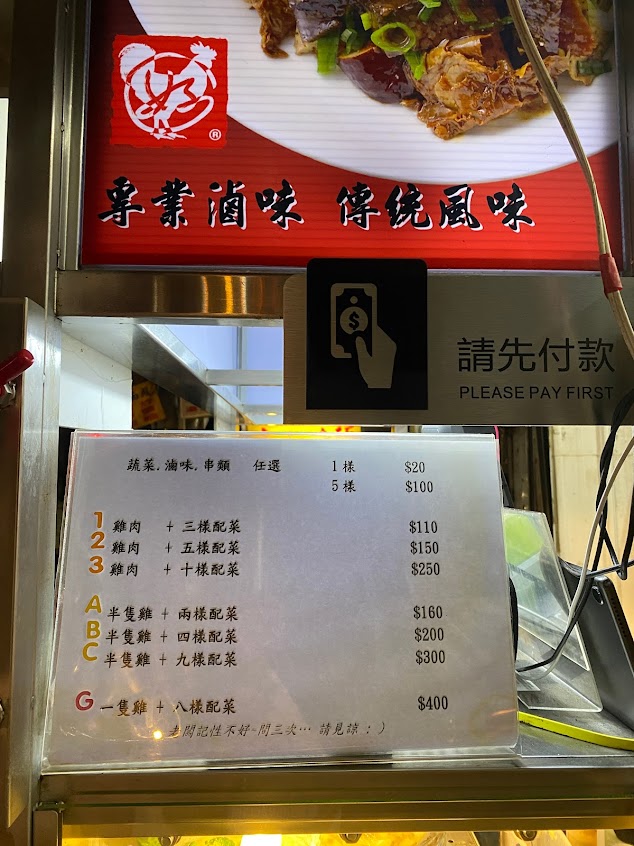 好
®
專業滷味 傳統風味
請先付款
PLEASE PAY FIRST
蔬菜.滷味.串類 任選 1樣 $20
5樣 $100
1 雞肉 + 三樣配菜 $110
2 雞肉 + 五樣配菜 $150
3 雞肉 + 十樣配菜 $250
A 半隻雞 + 兩樣配菜 $160
B 半隻雞 + 四樣配菜 $200
C 半隻雞 + 九樣配菜 $300
G 一隻雞 + 八樣配菜 $400
老闆記性不好~問三次… 請見諒 : )